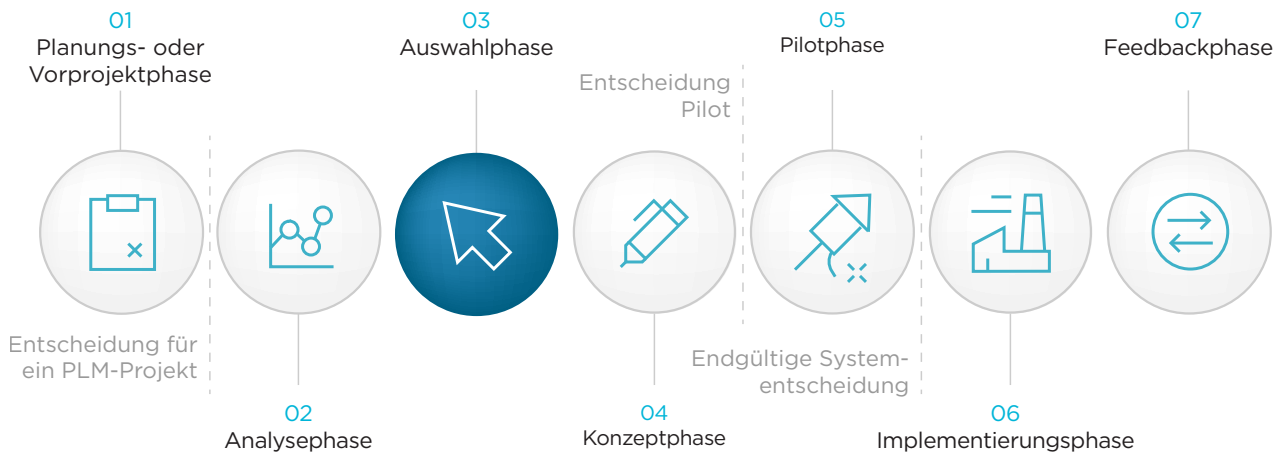 01
Planungs- oder
Vorprojektphase
03
Auswahlphase
05
Pilotphase
07
Feedbackphase
Entscheidung
Pilot
Entscheidung für
ein PLM-Projekt
Endgültige System-
entscheidung
02
Analysephase
04
Konzeptphase
06
Implementierungsphase